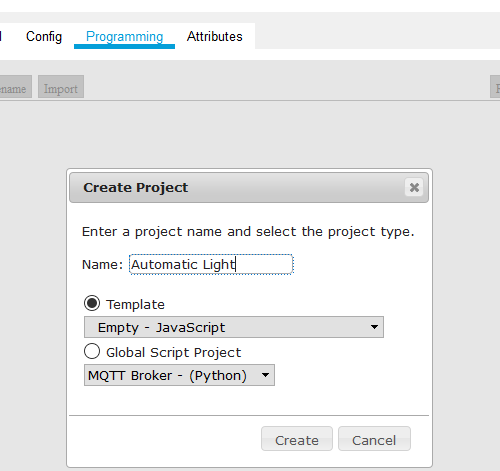 Config Programming Attributes
Import
Create Project
Enter a project name and select the project type.
Name: Automatic Light
Template
Empty - JavaScript
Global Script Project
MQTT Broker - (Python)
Create Cancel